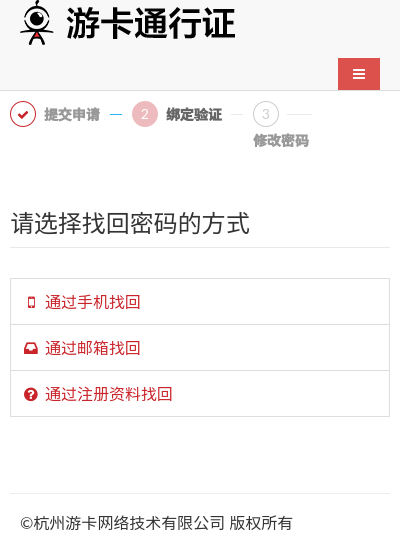 游卡通行证
提交申请
2 绑定验证
3
修改密码
请选择找回密码的方式
通过手机找回
通过邮箱找回
通过注册资料找回
©杭州游卡网络技术有限公司 版权所有